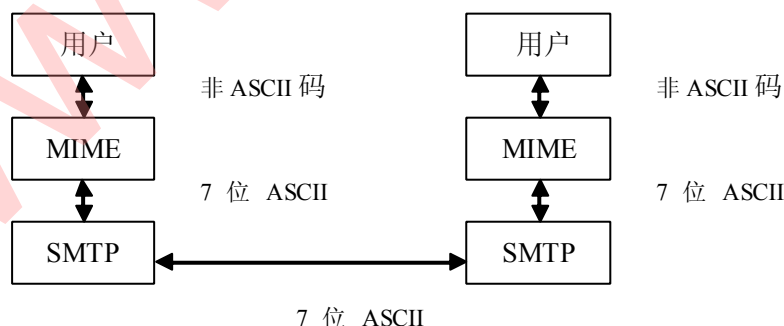 用户 用户
非 ASCII 码 非 ASCII 码
MIME MIME
7 位 ASCII 7 位 ASCII
SMTP SMTP
7 位 ASCII